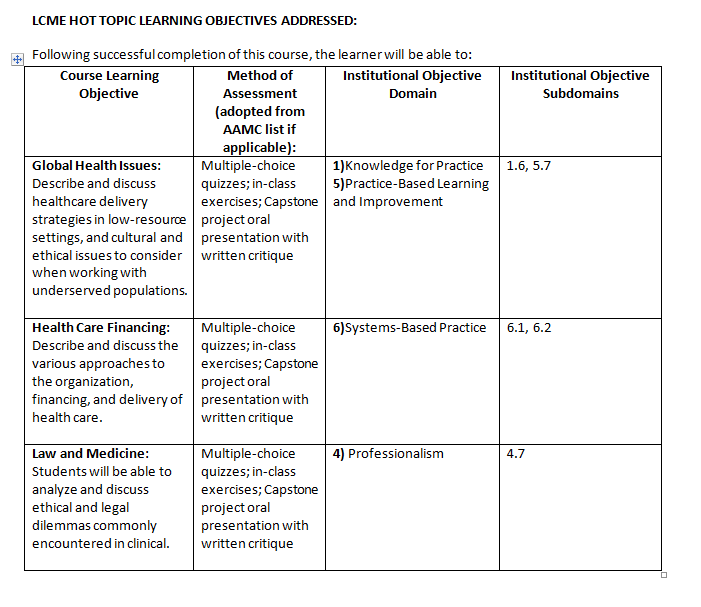 LCME HOT TOPIC LEARNING OBJECTIVES ADDRESSED:
Following successful completion of this course, the learner will be able to:
Course Learning
Objective
Method of
Assessment
(adopted from
AAMC list if
applicable):
Institutional Objective
Domain
Institutional Objective
Subdomains
Global Health Issues:
Describe and discuss
healthcare delivery
strategies in low-resource
settings, and cultural and
ethical issues to consider
when working with
underserved populations.
Multiple-choice
quizzes; in-class
exercises; Capstone
project oral
presentation with
written critique
1)Knowledge for Practice
5)Practice-Based Learning
and Improvement
1.6, 5.7
Health Care Financing:
Describe and discuss the
various approaches to
the organization,
financing, and delivery of
health care.
Multiple-choice
quizzes; in-class
exercises; Capstone
project oral
presentation with
written critique
6)Systems-Based Practice
6.1, 6.2
Law and Medicine:
Students will be able to
analyze and discuss
ethical and legal
dilemmas commonly
encountered in clinical.
Multiple-choice
quizzes; in-class
exercises; Capstone
project oral
presentation with
written critique
4) Professionalism
4.7